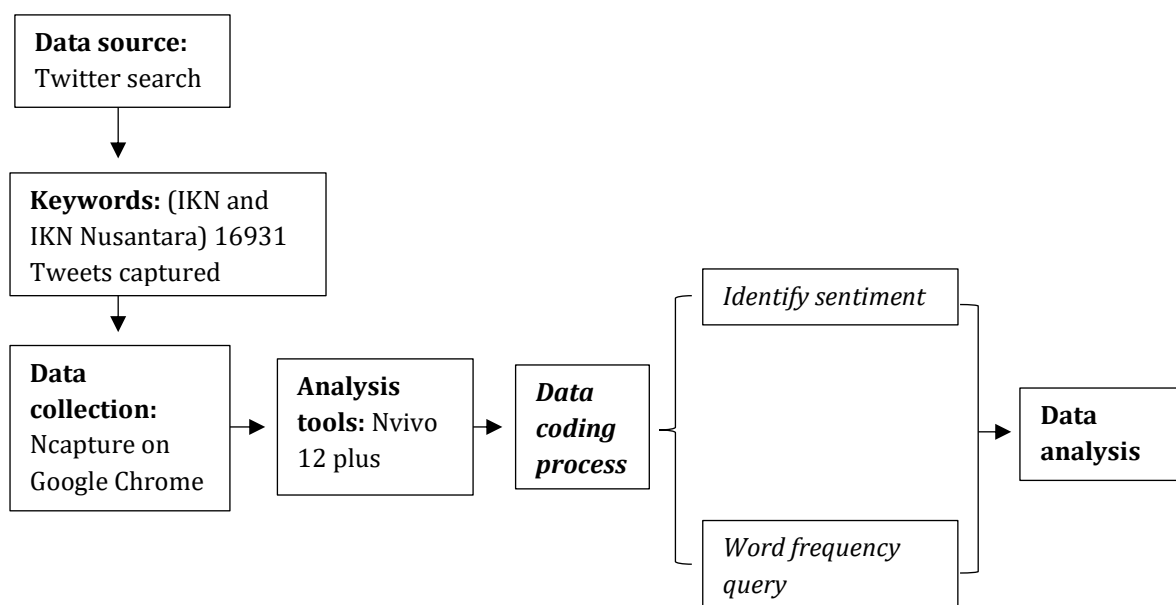 Data source:
Twitter search
Keywords: (IKN and
IKN Nusantara) 16931
Tweets captured
Data
collection:
Ncapture on
Google Chrome
Analysis
tools: Nvivo
12 plus
Data
coding
process
Identify sentiment
Word frequency
query
Data
analysis